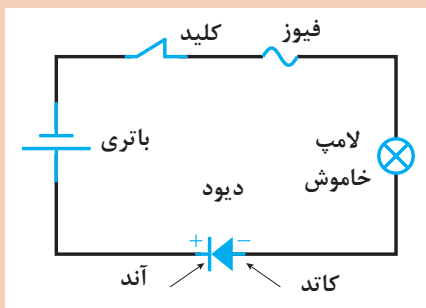 فیوز
کلید
لامپ
خاموش
باتری
دیود
+ −
کاتد
آند